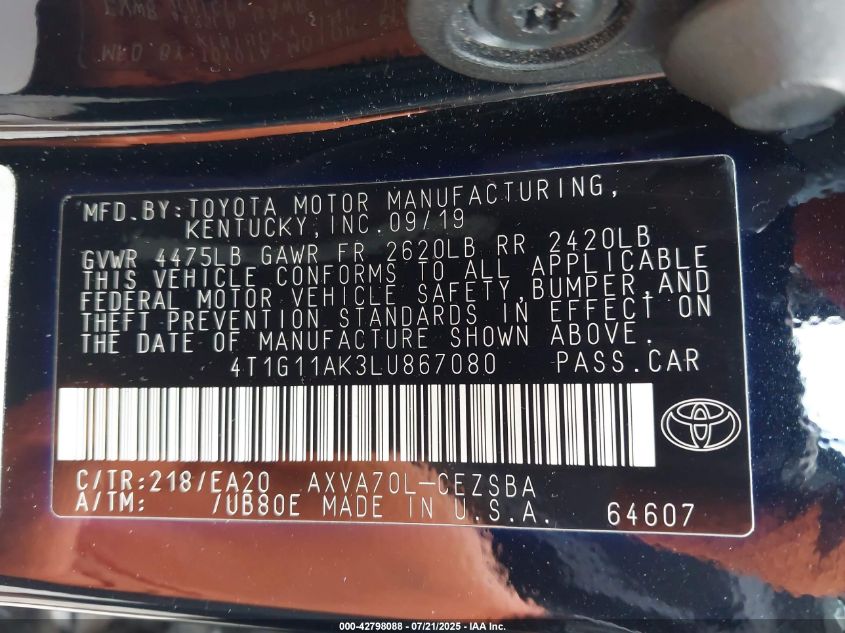 MFD.BY:TOYOTA MOTOR MANUFACTURING,
KENTUCKY,INC.09/19
GVWR 4475LB GAWR FR 2620LB RR 2420LB
THIS VEHICLE CONFORMS TO ALL APPLICABLE
FEDERAL MOTOR VEHICLE SAFETY,BUMPER,AND
THEFT PREVENTION STANDARDS IN EFFECT ON
THE DATE OF MANUFACTURE SHOWN ABOVE.
4T1G11AK3LU867080 PASS.CAR
C/TR:218/EA20 AXVA70L-CEZSBA
A/TM: /UB80E MADE IN U.S.A. 64607
000-42798088 - 07/21/2025 - IAA Inc.